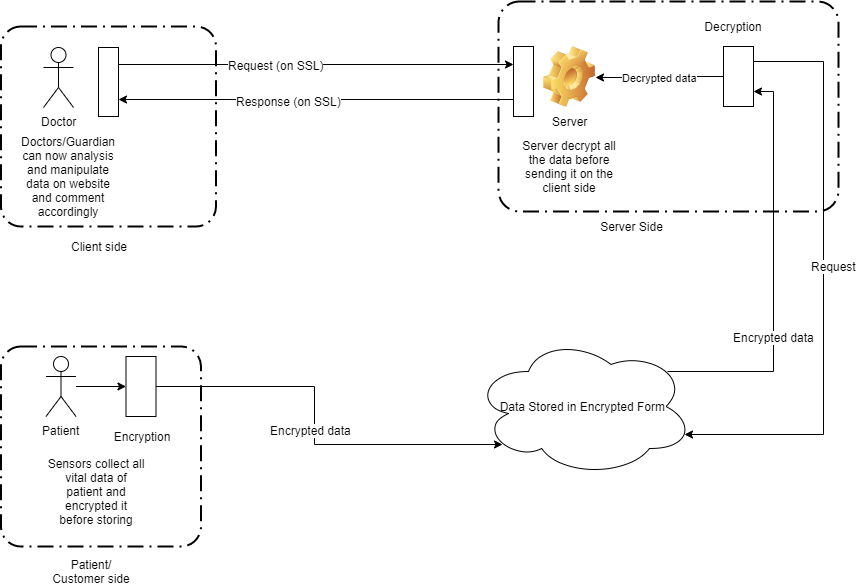 Decryption
Request (on SSL)
Decrypted data
Response (on SSL)
Doctor
Server
Doctors/Guardian
can now analysis
and manipulate
data on website
and comment
accordingly
Server decrypt all
the data before
sending it on the
client side
Client side
Server Side
Request
Encrypted data
Data Stored in Encrypted Form
Patient
Encryption
Encrypted data
Sensors collect all
vital data of
patient and
encrypted it
before storing
Patient/
Customer side